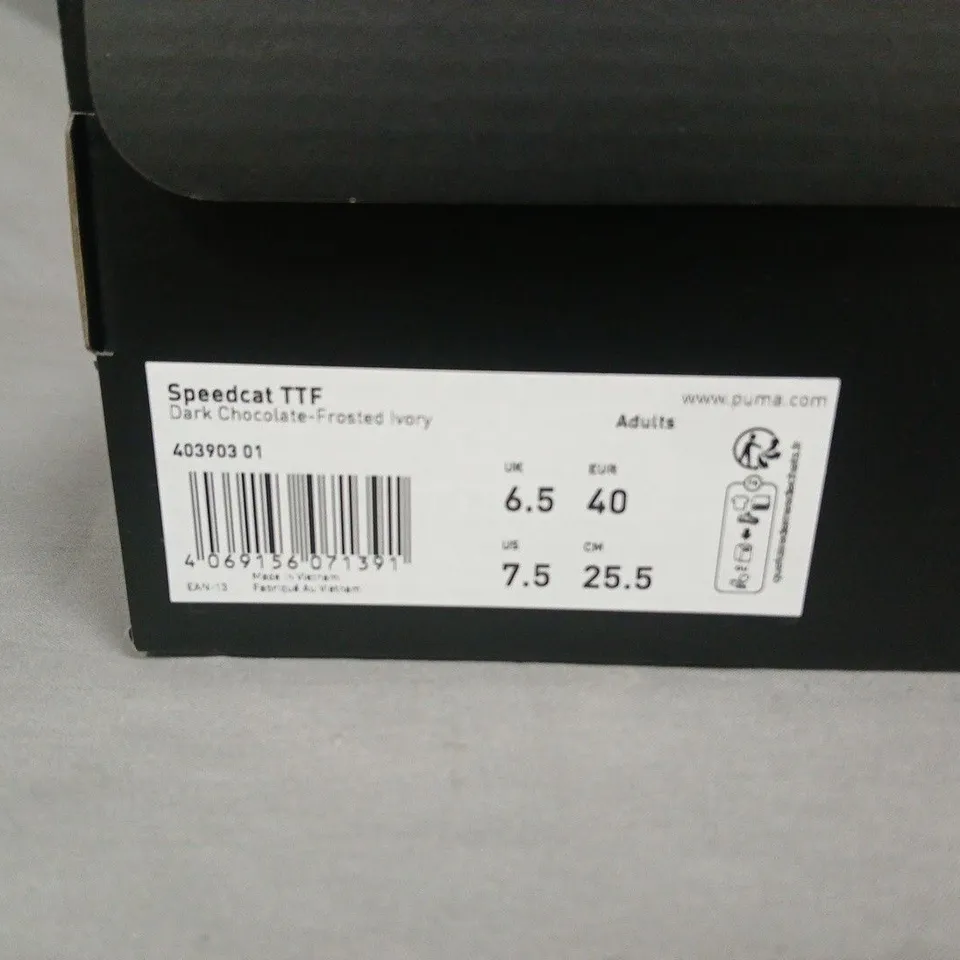 Speedcat TTF
Dark Chocolate-Frosted Ivory
www.puma.com
Adults
403903 01
UK
EUR
6.5
40
US
CM
7.5
25.5
4 069156 071391
EAN-13
Made in Vietnam
Fabriqué Au Vietnam